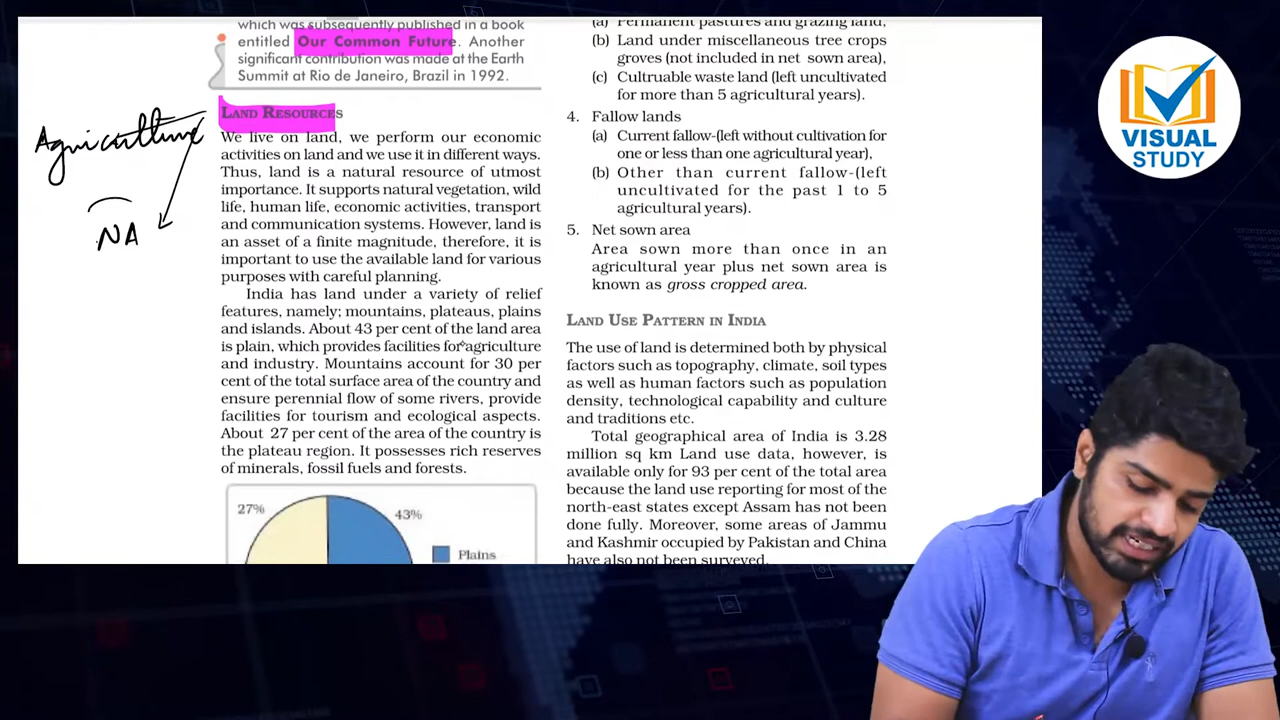 which was subsequently published in a book
entitled Our Common Future. Another
significant contribution was made at the Earth
Summit at Rio de Janeiro, Brazil in 1992.
LAND RESOURCES
We live on land, we perform our economic
activities on land and we use it in different ways.
Thus, land is a natural resource of utmost
importance. It supports natural vegetation, wild
life, human life, economic activities, transport
and communication systems. However, land is
an asset of a finite magnitude, therefore, it is
important to use the available land for various
purposes with careful planning.
India has land under a variety of relief
features, namely; mountains, plateaus, plains
and islands. About 43 per cent of the land area
is plain, which provides facilities for agriculture
and industry. Mountains account for 30 per
cent of the total surface area of the country and
ensure perennial flow of some rivers, provide
facilities for tourism and ecological aspects.
About 27 per cent of the area of the country is
the plateau region. It possesses rich reserves
of minerals, fossil fuels and forests.
27%
43%
Plains
Agriculture
NA
(a) Permanent pastures and grazing land,
(b) Land under miscellaneous tree crops
groves (not included in net sown area),
(c) Cultruable waste land (left uncultivated
for more than 5 agricultural years).
4. Fallow lands
(a) Current fallow-(left without cultivation for
one or less than one agricultural year),
(b) Other than current fallow-(left
uncultivated for the past 1 to 5
agricultural years).
5. Net sown area
Area sown more than once in an
agricultural year plus net sown area is
known as gross cropped area.
LAND USE PATTERN IN INDIA
The use of land is determined both by physical
factors such as topography, climate, soil types
as well as human factors such as population
density, technological capability and culture
and traditions etc.
Total geographical area of India is 3.28
million sq km Land use data, however, is
available only for 93 per cent of the total area
because the land use reporting for most of the
north-east states except Assam has not been
done fully. Moreover, some areas of Jammu
and Kashmir occupied by Pakistan and China
have also not been surveyed.
VISUAL
STUDY